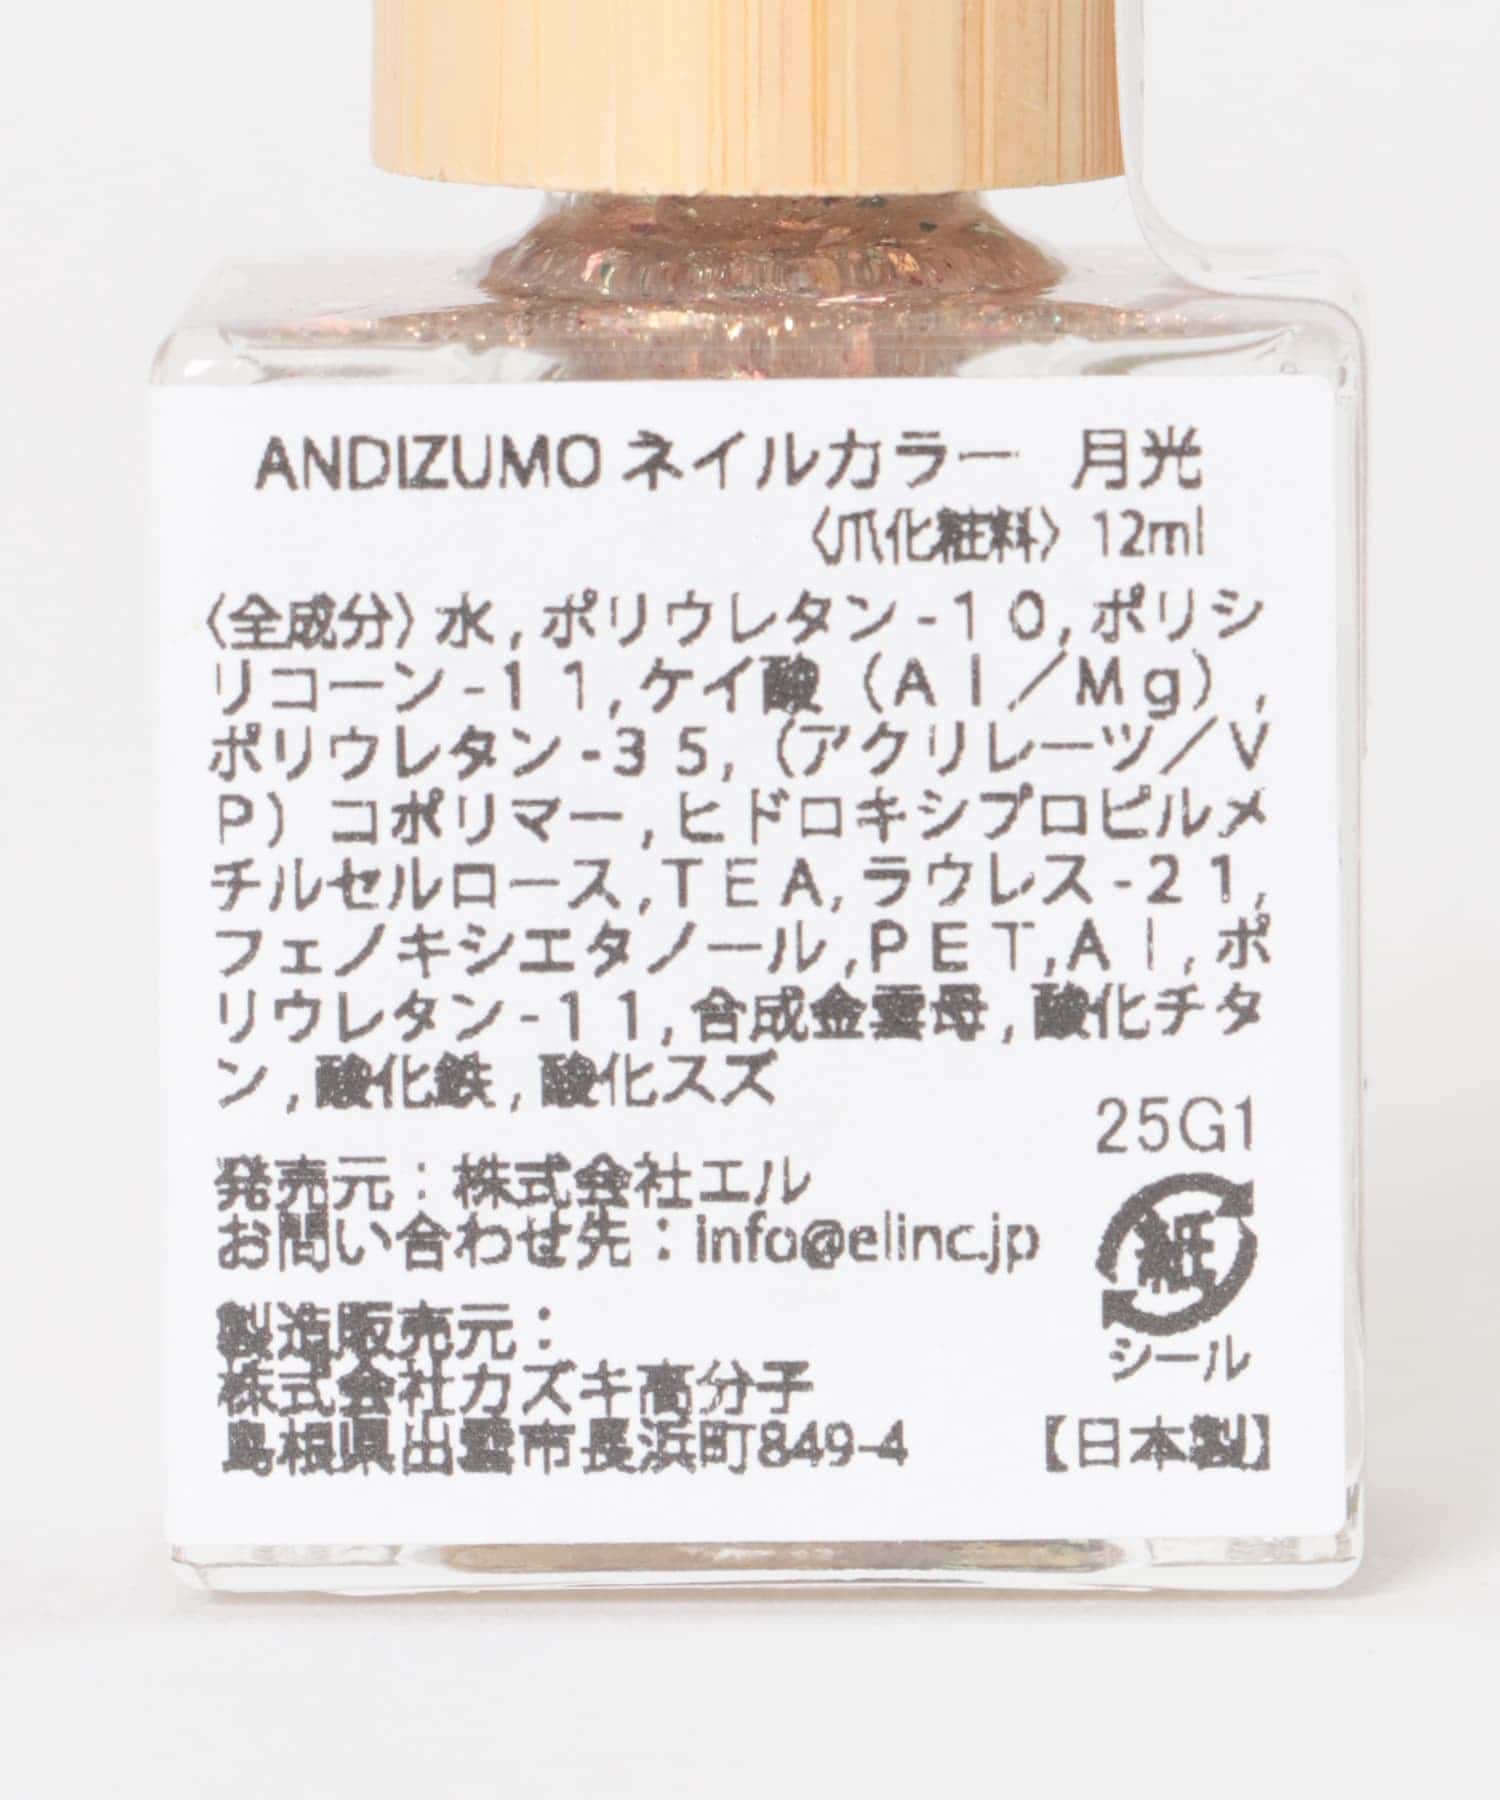 ANDIZUMO ネイルカラー 月光
〈爪化粧料〉 12ml
〈全成分〉水,ポリウレタン-10,ポリシ
リコーン-11,ケイ酸（Al／Mg）,
ポリウレタン-35,（アクリレーツ／V
P）コポリマー,ヒドロキシプロピルメ
チルセルロース,TEA,ラウレス-21,
フェノキシエタノール,PET,Al,ポ
リウレタン-11,合成金雲母,酸化チタ
ン,酸化鉄,酸化スズ
25G1
発売元：株式会社エル
お問い合わせ先：info@elinc.jp
紙
シール
製造販売元：
株式会社カズキ高分子
島根県出雲市長浜町849-4
【日本製】